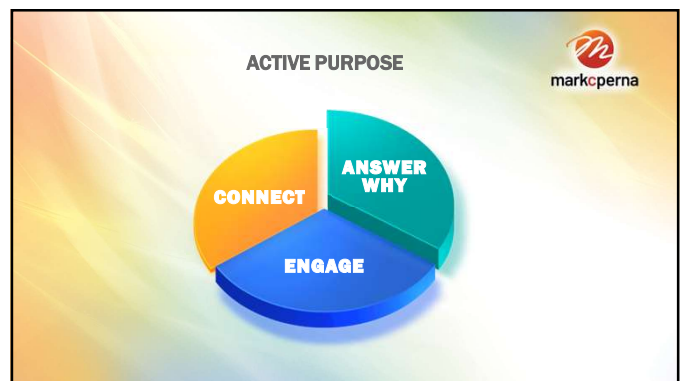 ACTIVE PURPOSE
markcperna
ANSWER
WHY
CONNECT
ENGAGE